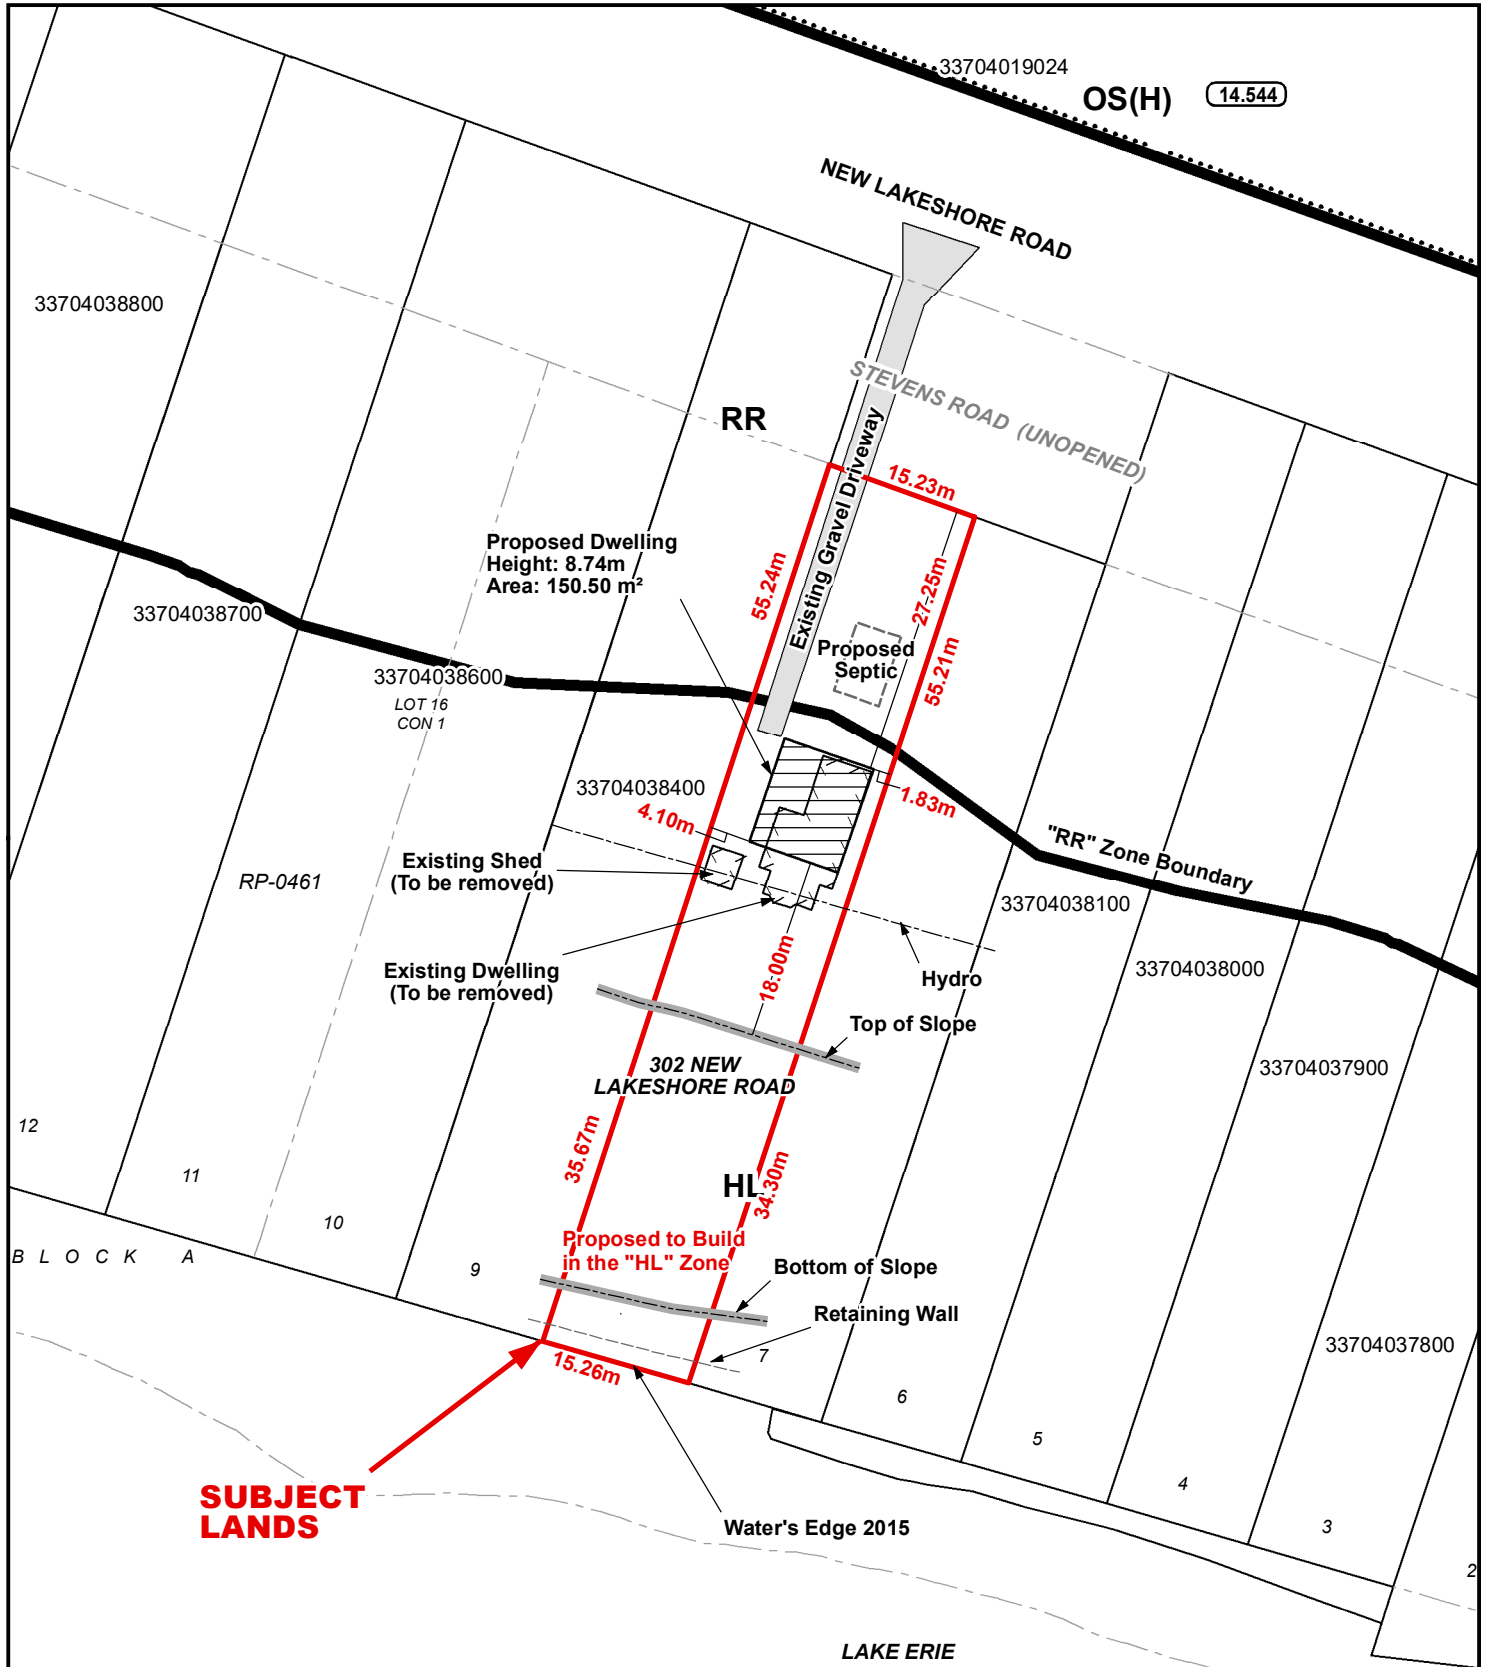 33704019024
OS(H)
14.544
NEW LAKESHORE ROAD
33704038800
STEVENS ROAD (UNOPENED)
RR
15.23m
Existing Gravel Driveway
Proposed Dwelling
Height: 8.74m
Area: 150.50 m²
55.24m
27.25m
33704038700
Proposed
Septic
55.21m
33704038600
LOT 16
CON 1
33704038400
1.83m
4.10m
"RR" Zone Boundary
Existing Shed
(To be removed)
RP-0461
33704038100
Existing Dwelling
(To be removed)
18.00m
Hydro
33704038000
Top of Slope
302 NEW
LAKESHORE ROAD
33704037900
12
35.67m
11
HL
34.30m
10
Proposed to Build
in the "HL" Zone
BLOCK A
9
Bottom of Slope
Retaining Wall
7
33704037800
15.26m
6
5
4
SUBJECT
LANDS
Water's Edge 2015
3
2
LAKE ERIE